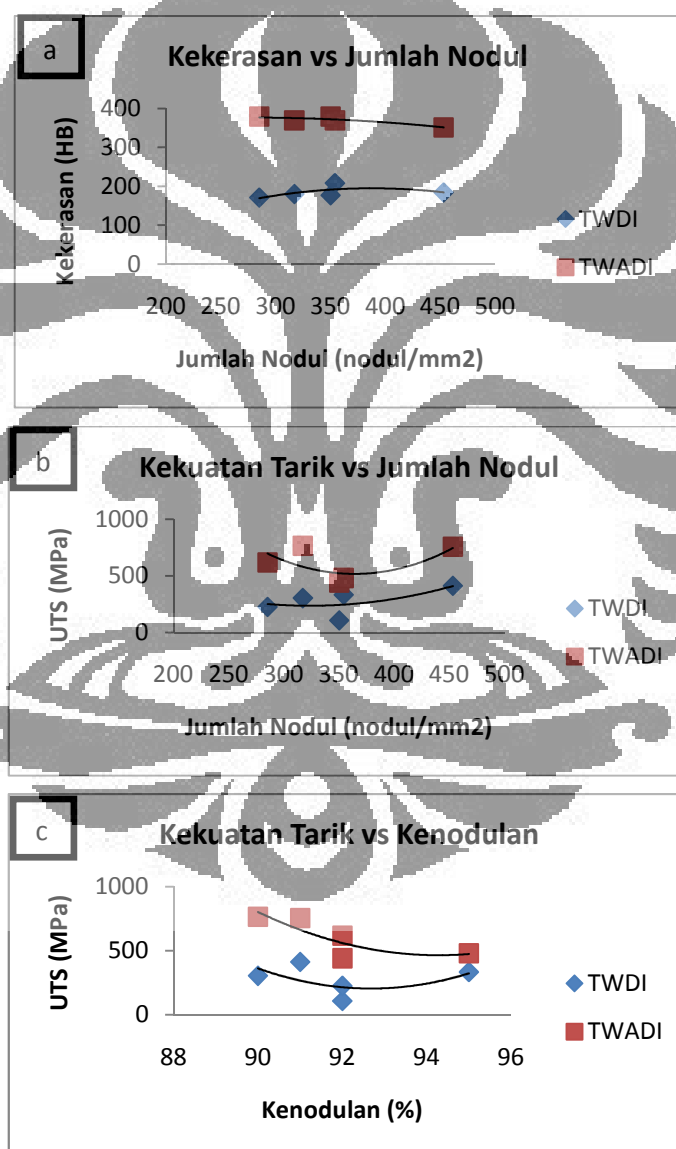 a
Kekerasan vs Jumlah Nodul
400
300
200
100
0
Kekerasan (HB)
200 250 300 350 400 450 500
Jumlah Nodul (nodul/mm2)
TWDI
TWADI
b
Kekuatan Tarik vs Jumlah Nodul
1000
500
0
UTS (MPa)
200 250 300 350 400 450 500
Jumlah Nodul (nodul/mm2)
TWDI
TWADI
c
Kekuatan Tarik vs Kenodulan
1000
500
0
UTS (MPa)
88 90 92 94 96
Kenodulan (%)
TWDI
TWADI